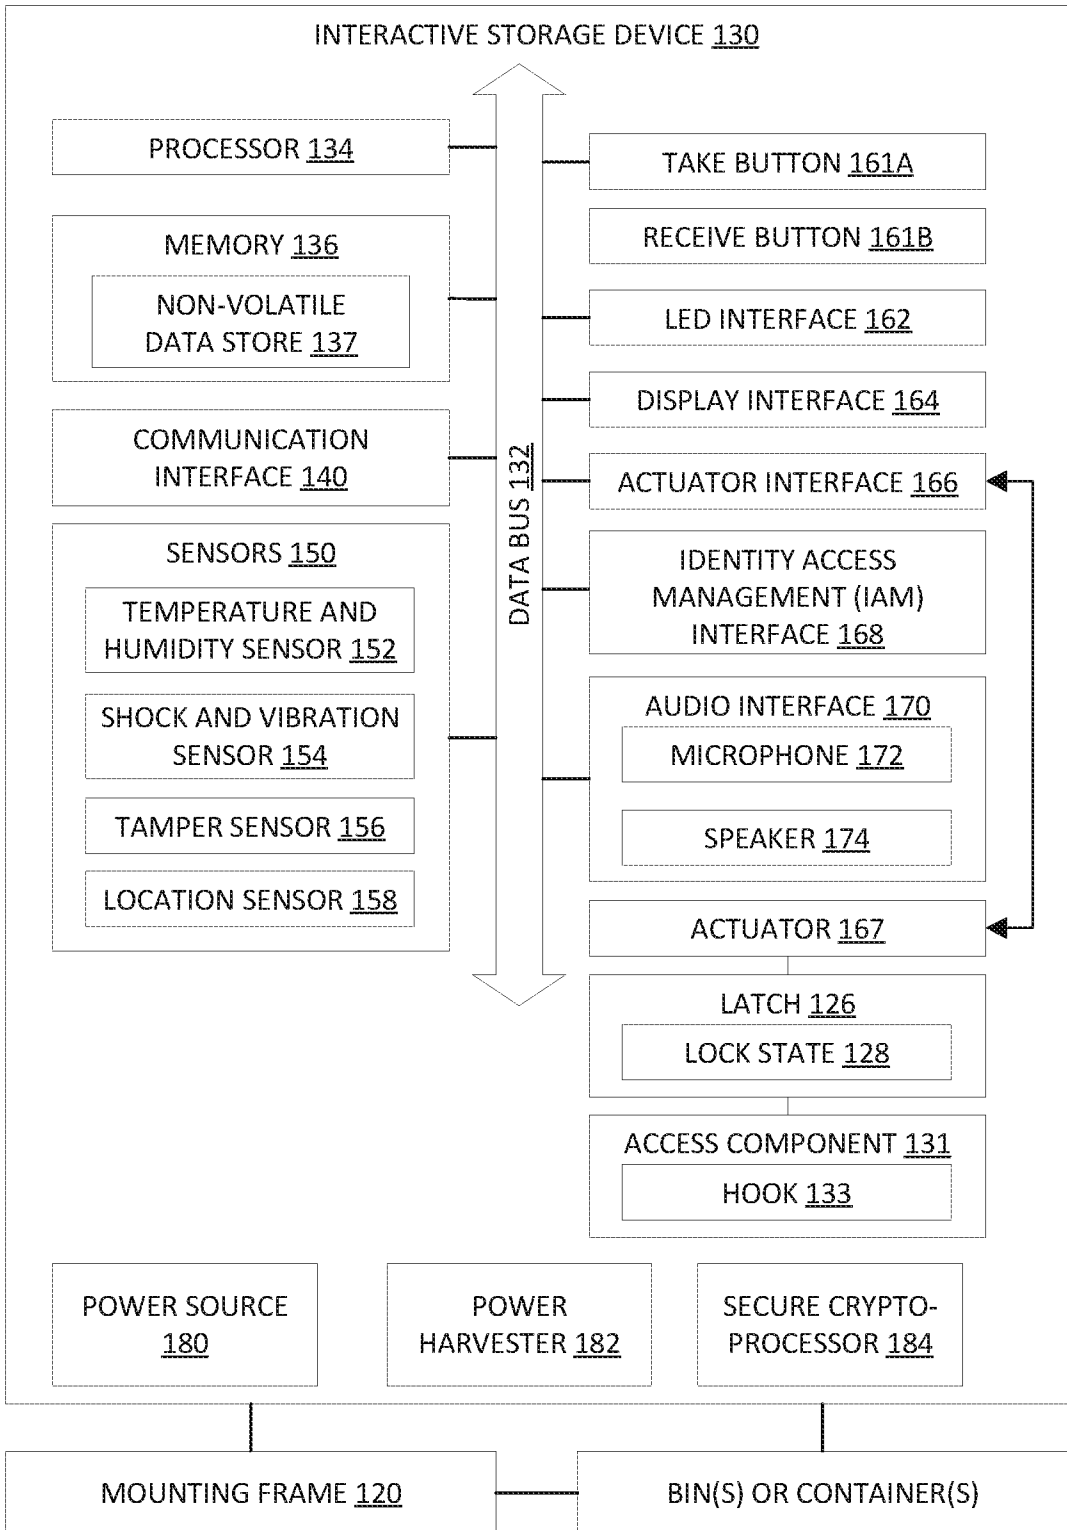 INTERACTIVE STORAGE DEVICE 130
PROCESSOR 134
MEMORY 136
NON-VOLATILE
DATA STORE 137
COMMUNICATION
INTERFACE 140
SENSORS 150
TEMPERATURE AND
HUMIDITY SENSOR 152
SHOCK AND VIBRATION
SENSOR 154
TAMPER SENSOR 156
LOCATION SENSOR 158
DATA BUS 132
TAKE BUTTON 161A
RECEIVE BUTTON 161B
LED INTERFACE 162
DISPLAY INTERFACE 164
ACTUATOR INTERFACE 166
IDENTITY ACCESS
MANAGEMENT (IAM)
INTERFACE 168
AUDIO INTERFACE 170
MICROPHONE 172
SPEAKER 174
ACTUATOR 167
LATCH 126
LOCK STATE 128
ACCESS COMPONENT 131
HOOK 133
POWER SOURCE
180
POWER
HARVESTER 182
SECURE CRYPTO-
PROCESSOR 184
MOUNTING FRAME 120
BIN(S) OR CONTAINER(S)